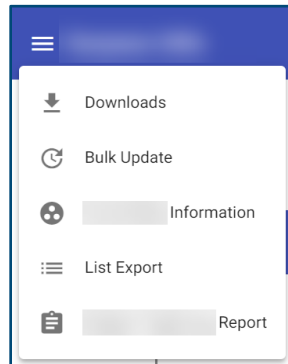 Downloads
Bulk Update
Information
List Export
Report